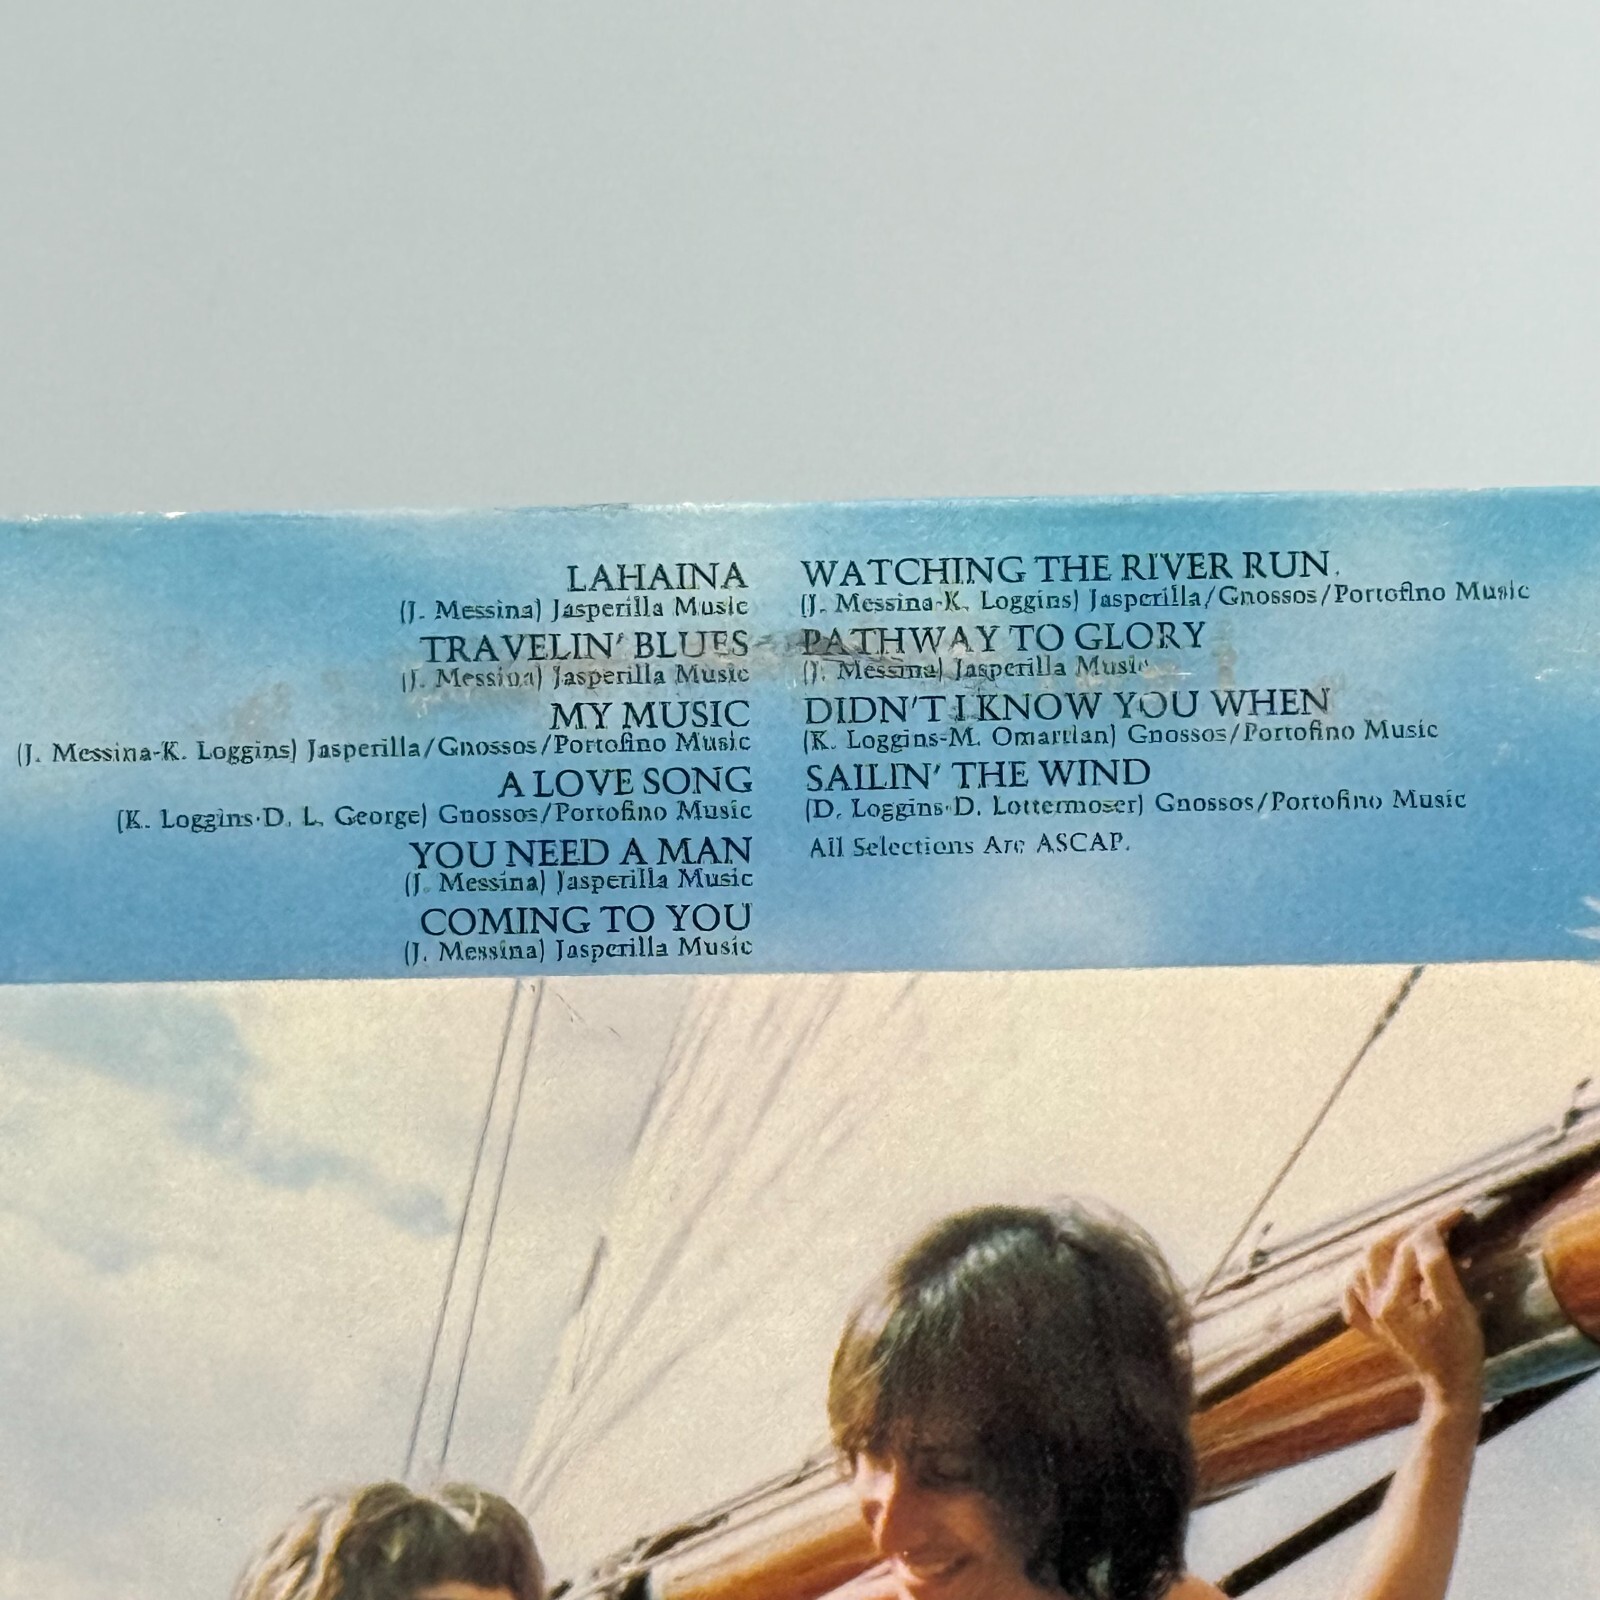 LAHAINA
(J. Messina) Jasperilla Music
TRAVELIN' BLUES
(J. Messina) Jasperilla Music
MY MUSIC
(J. Messina-K. Loggins) Jasperilla/Gnossos/Portofino Music
A LOVE SONG
(K. Loggins-D. L. George) Gnossos/Portofino Music
YOU NEED A MAN
(J. Messina) Jasperilla Music
COMING TO YOU
(J. Messina) Jasperilla Music
WATCHING THE RIVER RUN
(J. Messina-K. Loggins) Jasperilla/Gnossos/Portofino Music
PATHWAY TO GLORY
(J. Messina) Jasperilla Music
DIDN'T I KNOW YOU WHEN
(K. Loggins-M. Omartian) Gnossos/Portofino Music
SAILIN' THE WIND
(D. Loggins-D. Lottermoser) Gnossos/Portofino Music
All Selections Are ASCAP.